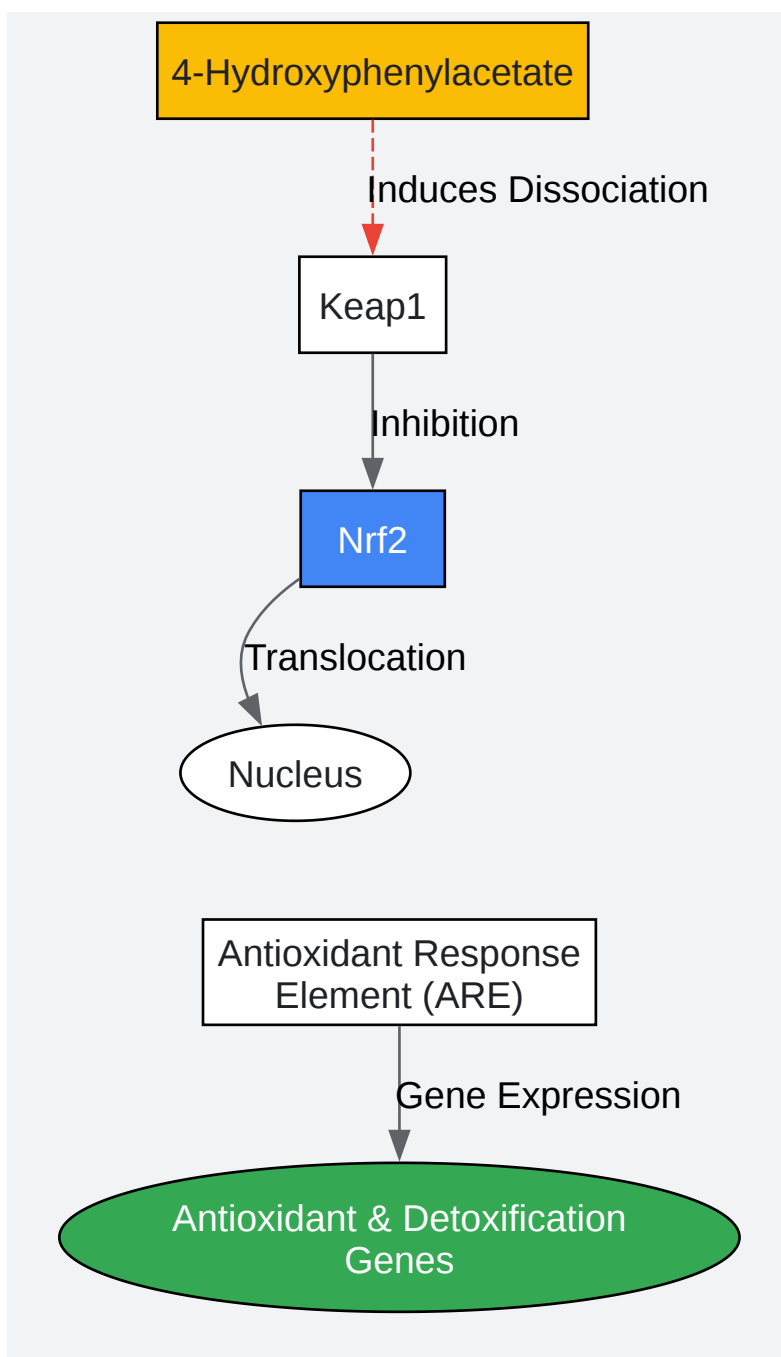 4-Hydroxyphenylacetate
Induces Dissociation
Keap1
Inhibition
Nrf2
Translocation
Nucleus
Antioxidant Response
Element (ARE)
Gene Expression
Antioxidant & Detoxification
Genes